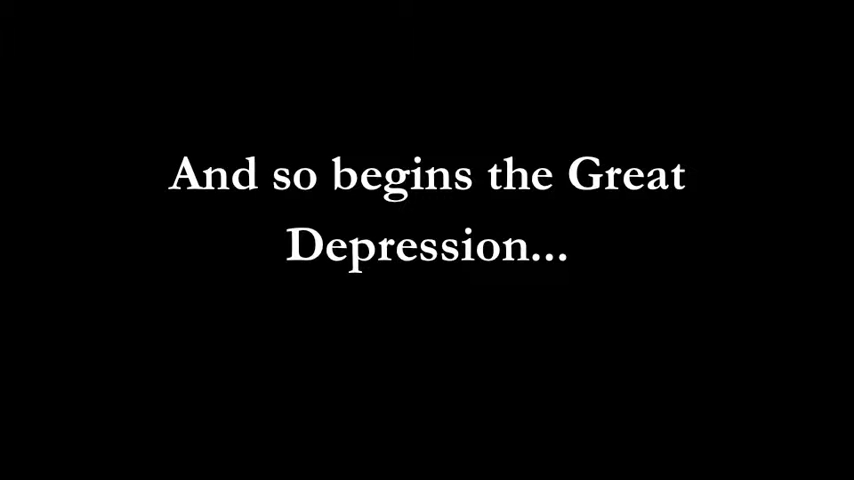 And so begins the Great
Depression...